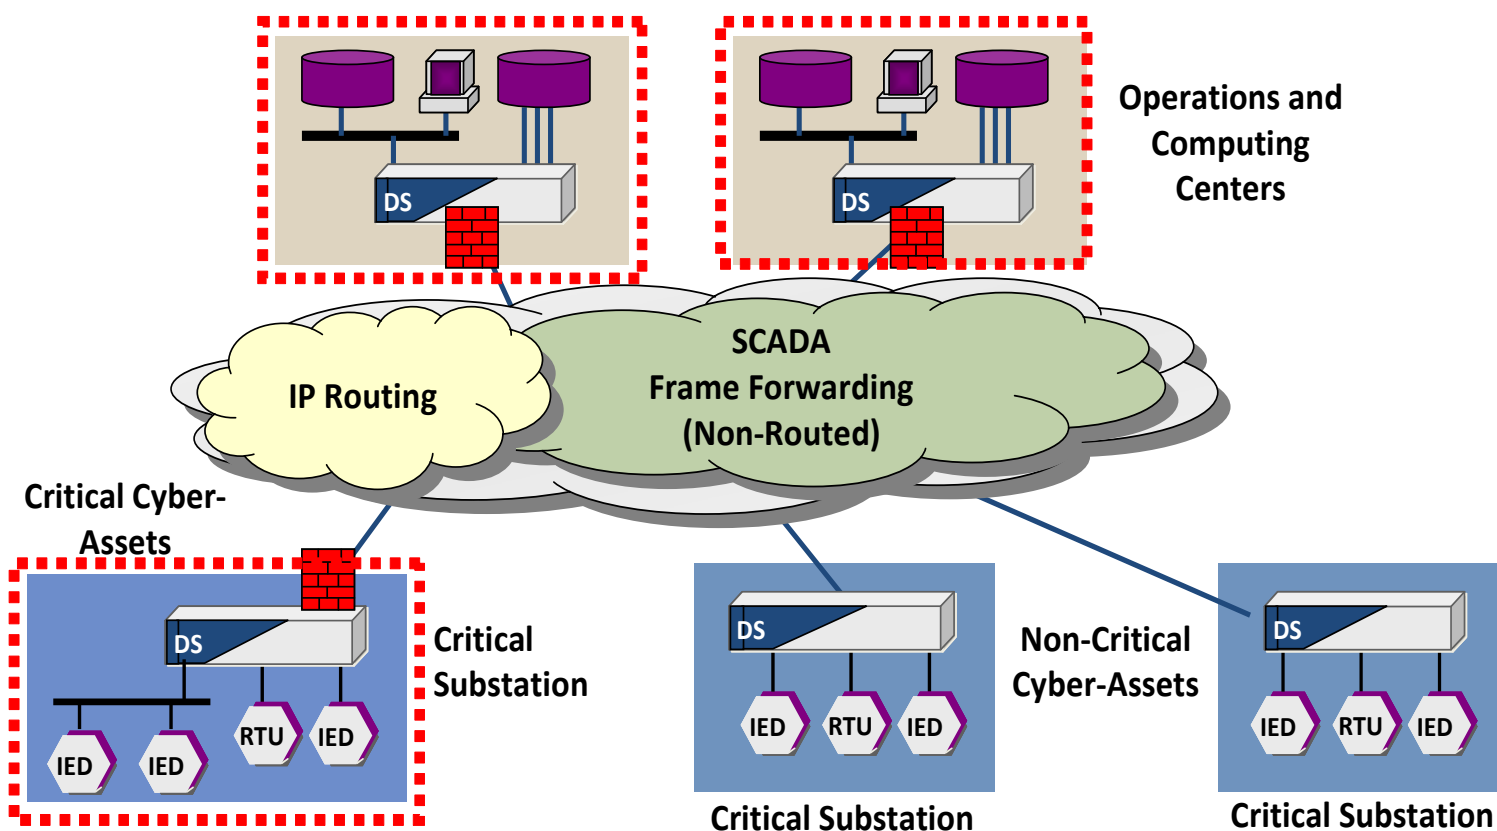 Operations and
Computing
Centers
DS
DS
SCADA
Frame Forwarding
(Non-Routed)
IP Routing
Critical Cyber-
Assets
DS
Critical
Substation
IED
IED
RTU
IED
DS
IED
RTU
IED
Non-Critical
Cyber-Assets
DS
IED
RTU
IED
Critical Substation
Critical Substation